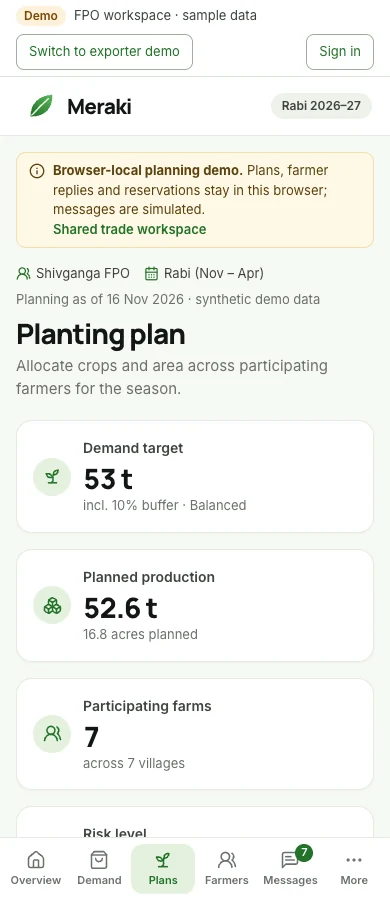 Demo FPO workspace · sample data
Switch to exporter demo
Sign in
Meraki
Rabi 2026–27
Browser-local planning demo. Plans, farmer
replies and reservations stay in this browser;
messages are simulated.
Shared trade workspace
Shivganga FPO Rabi (Nov – Apr)
Planning as of 16 Nov 2026 · synthetic demo data
Planting plan
Allocate crops and area across participating
farmers for the season.
Demand target
53 t
incl. 10% buffer · Balanced
Planned production
52.6 t
16.8 acres planned
Participating farms
7
across 7 villages
Risk level
7
Overview Demand Plans Farmers Messages More